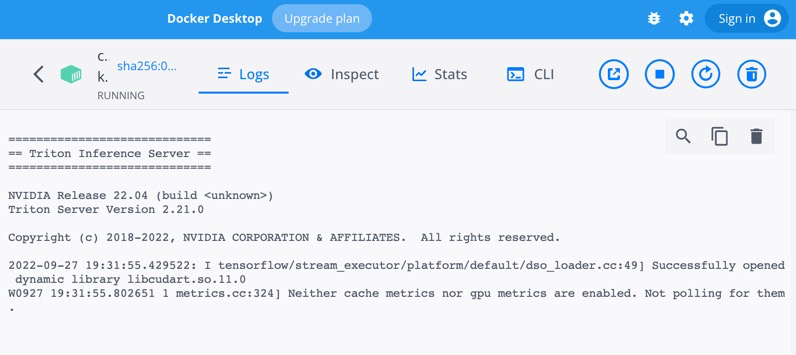 Docker Desktop Upgrade plan Sign in
c..
k. sha256:0... Logs Inspect Stats CLI
RUNNING
=============================
== Triton Inference Server ==
=============================
NVIDIA Release 22.04 (build <unknown>)
Triton Server Version 2.21.0
Copyright (c) 2018-2022, NVIDIA CORPORATION & AFFILIATES.  All rights reserved.
2022-09-27 19:31:55.429522: I tensorflow/stream_executor/platform/default/dso_loader.cc:49] Successfully opened
 dynamic library libcudart.so.11.0
W0927 19:31:55.802651 1 metrics.cc:324] Neither cache metrics nor gpu metrics are enabled. Not polling for them
.